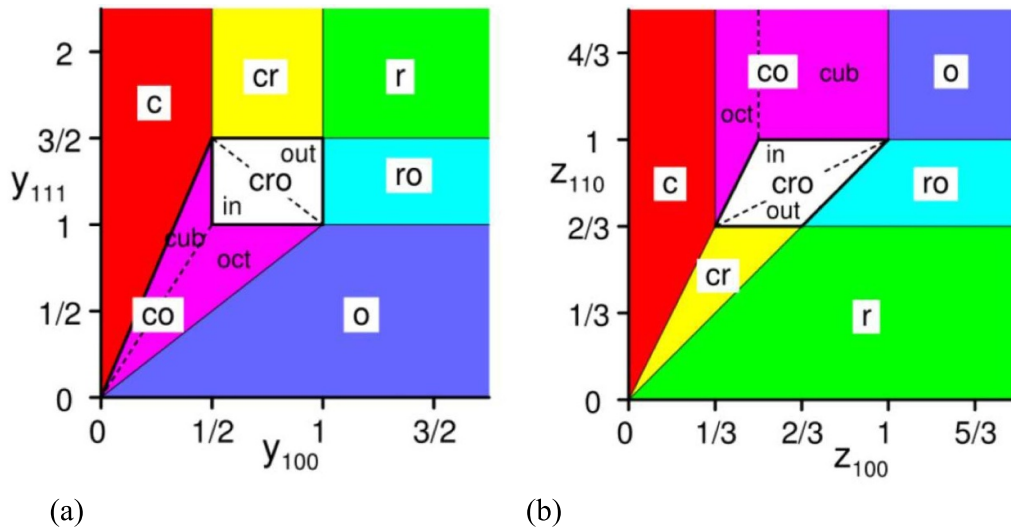 2
3/2
1
1/2
0
y111
0
1/2
1
3/2
y100
c
cr
r
out
cro
in
ro
cub
oct
co
o
(a)
4/3
1
2/3
1/3
0
z110
0
1/3
2/3
1
5/3
z100
co
cub
oct
o
c
in
cro
out
ro
cr
r
(b)